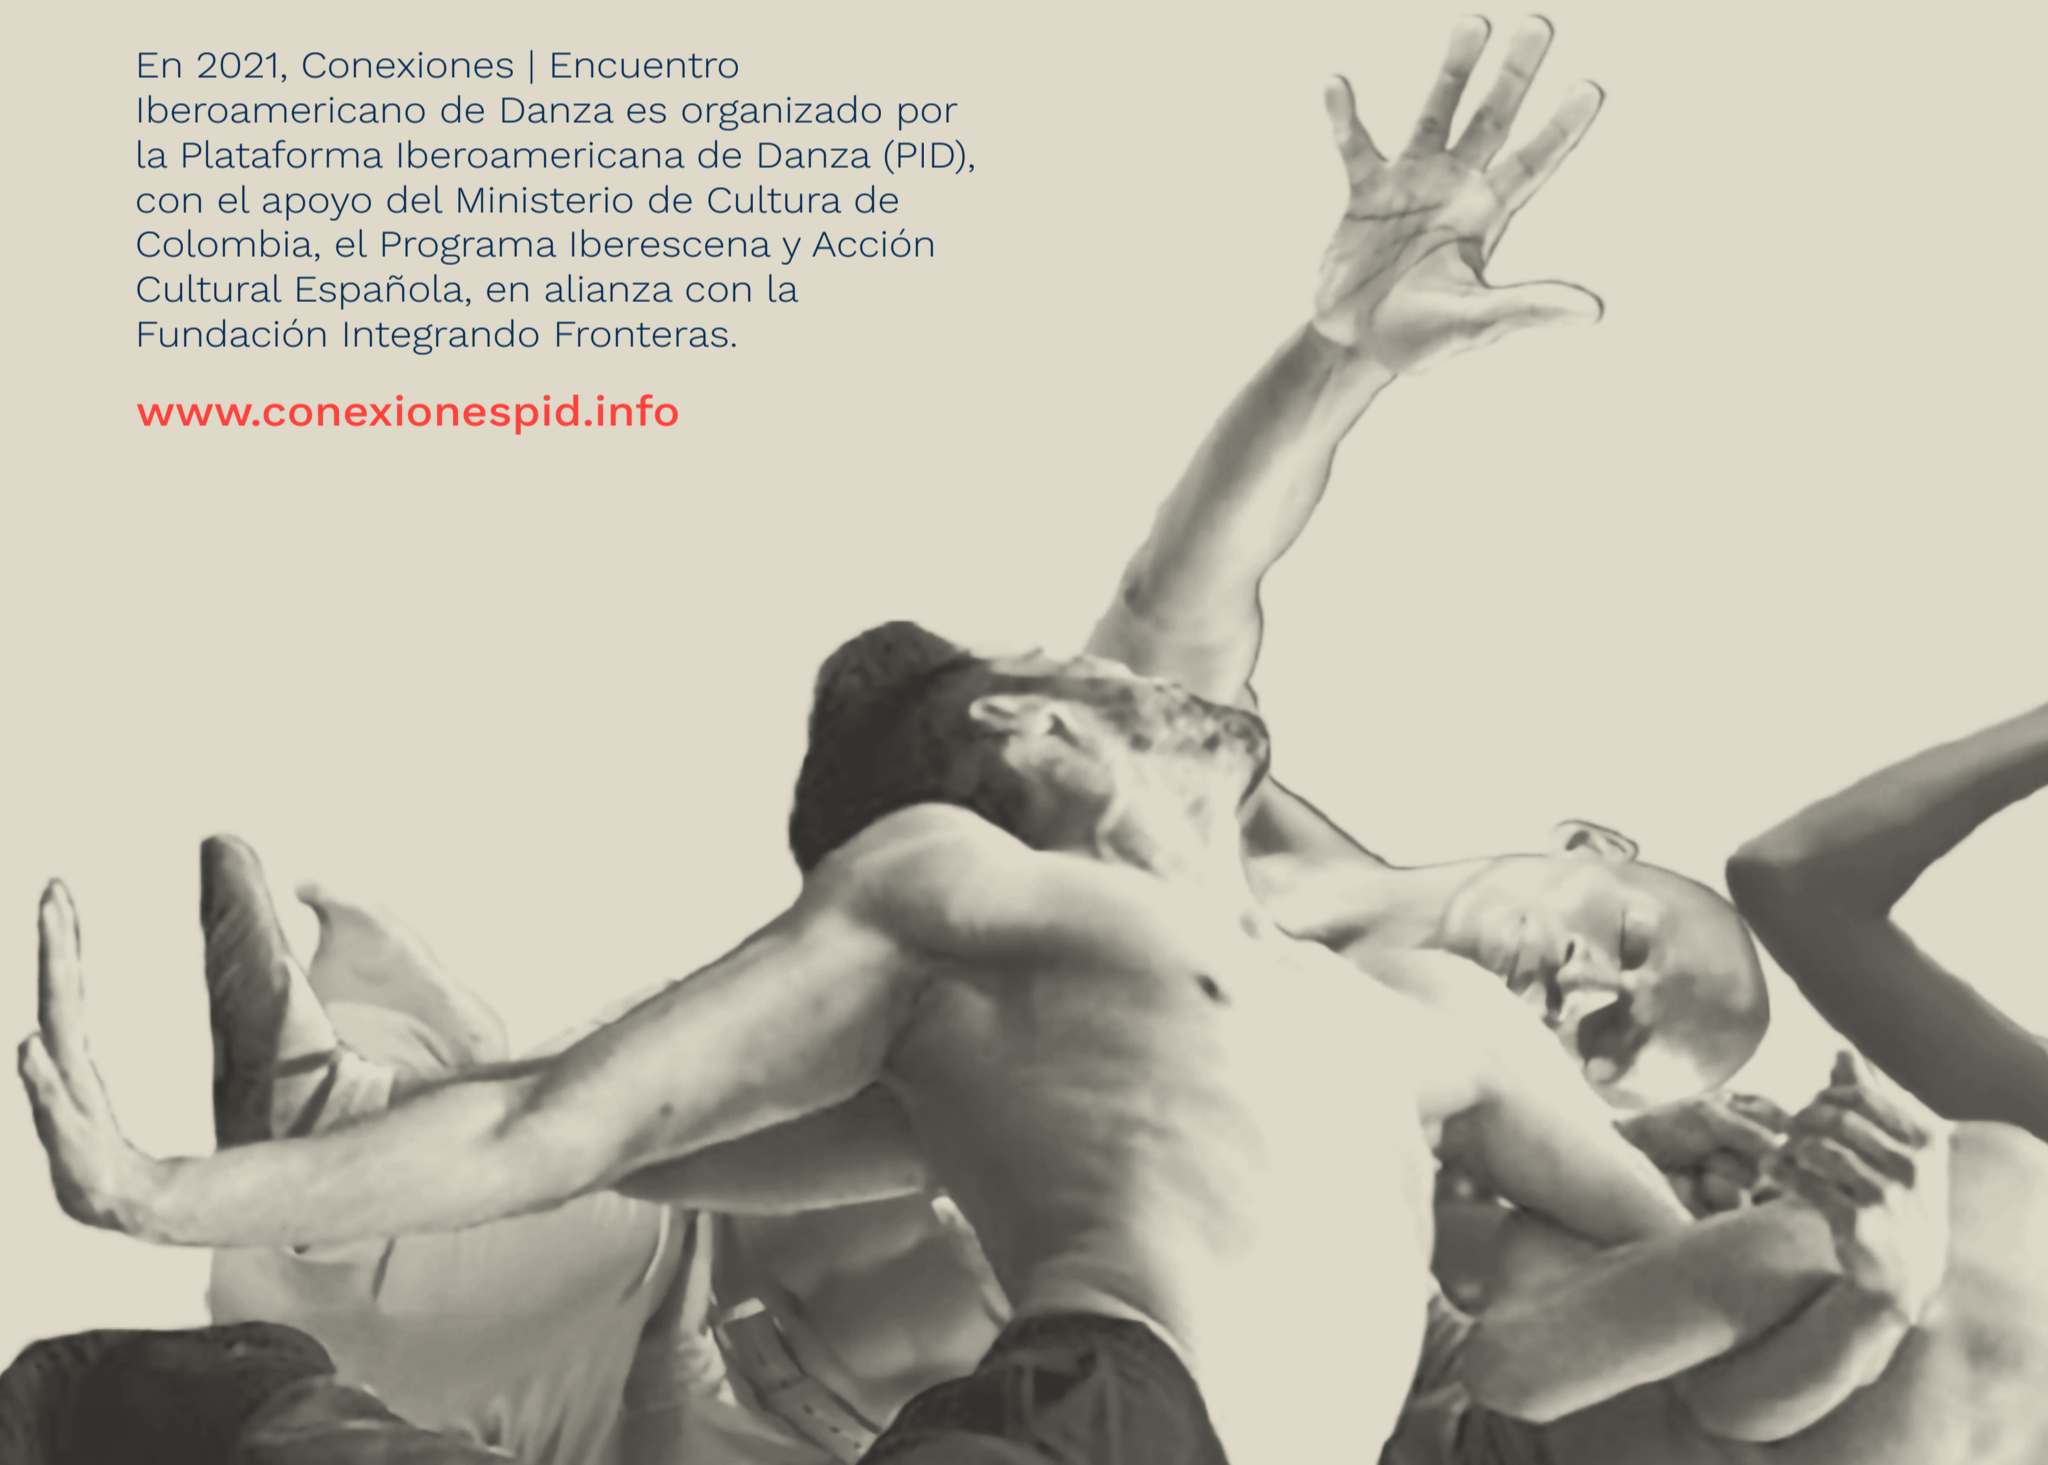 En 2021, Conexiones | Encuentro
Iberoamericano de Danza es organizado por
la Plataforma Iberoamericana de Danza (PID),
con el apoyo del Ministerio de Cultura de
Colombia, el Programa Iberescena y Acción
Cultural Española, en alianza con la
Fundación Integrando Fronteras.
www.conexionespid.info